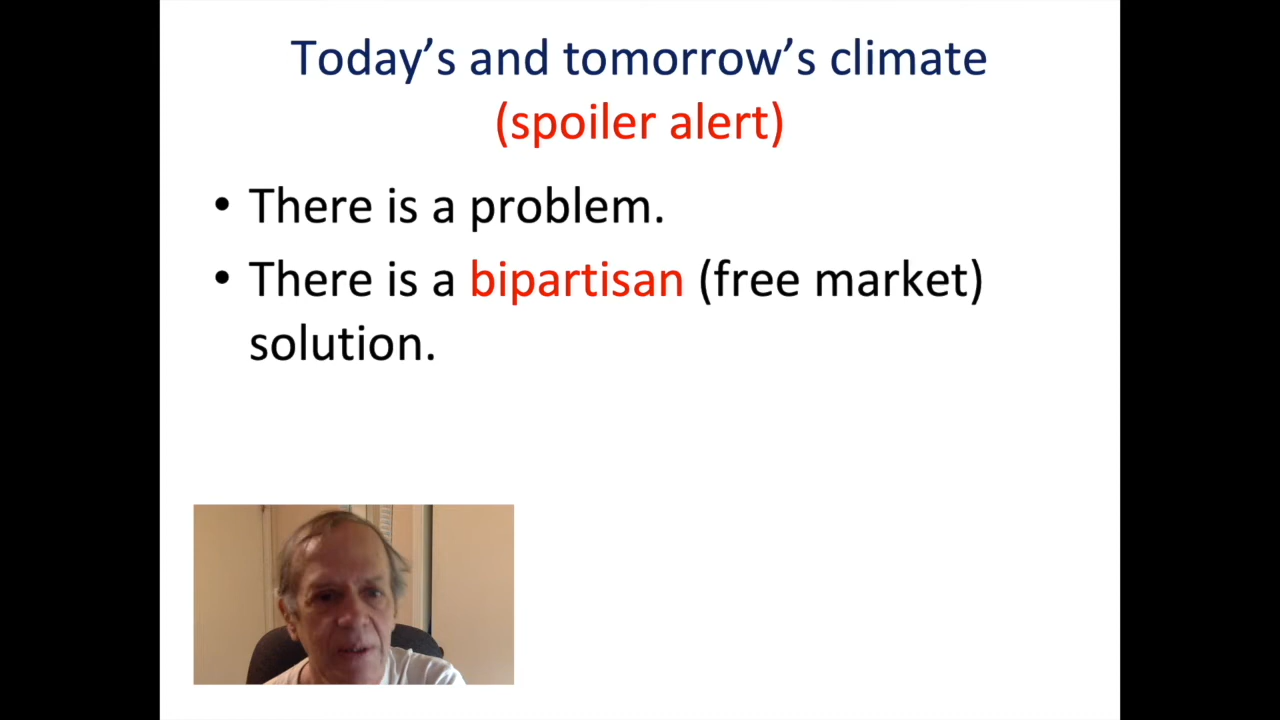 Today’s and tomorrow’s climate
(spoiler alert)
• There is a problem.
• There is a bipartisan (free market)
solution.